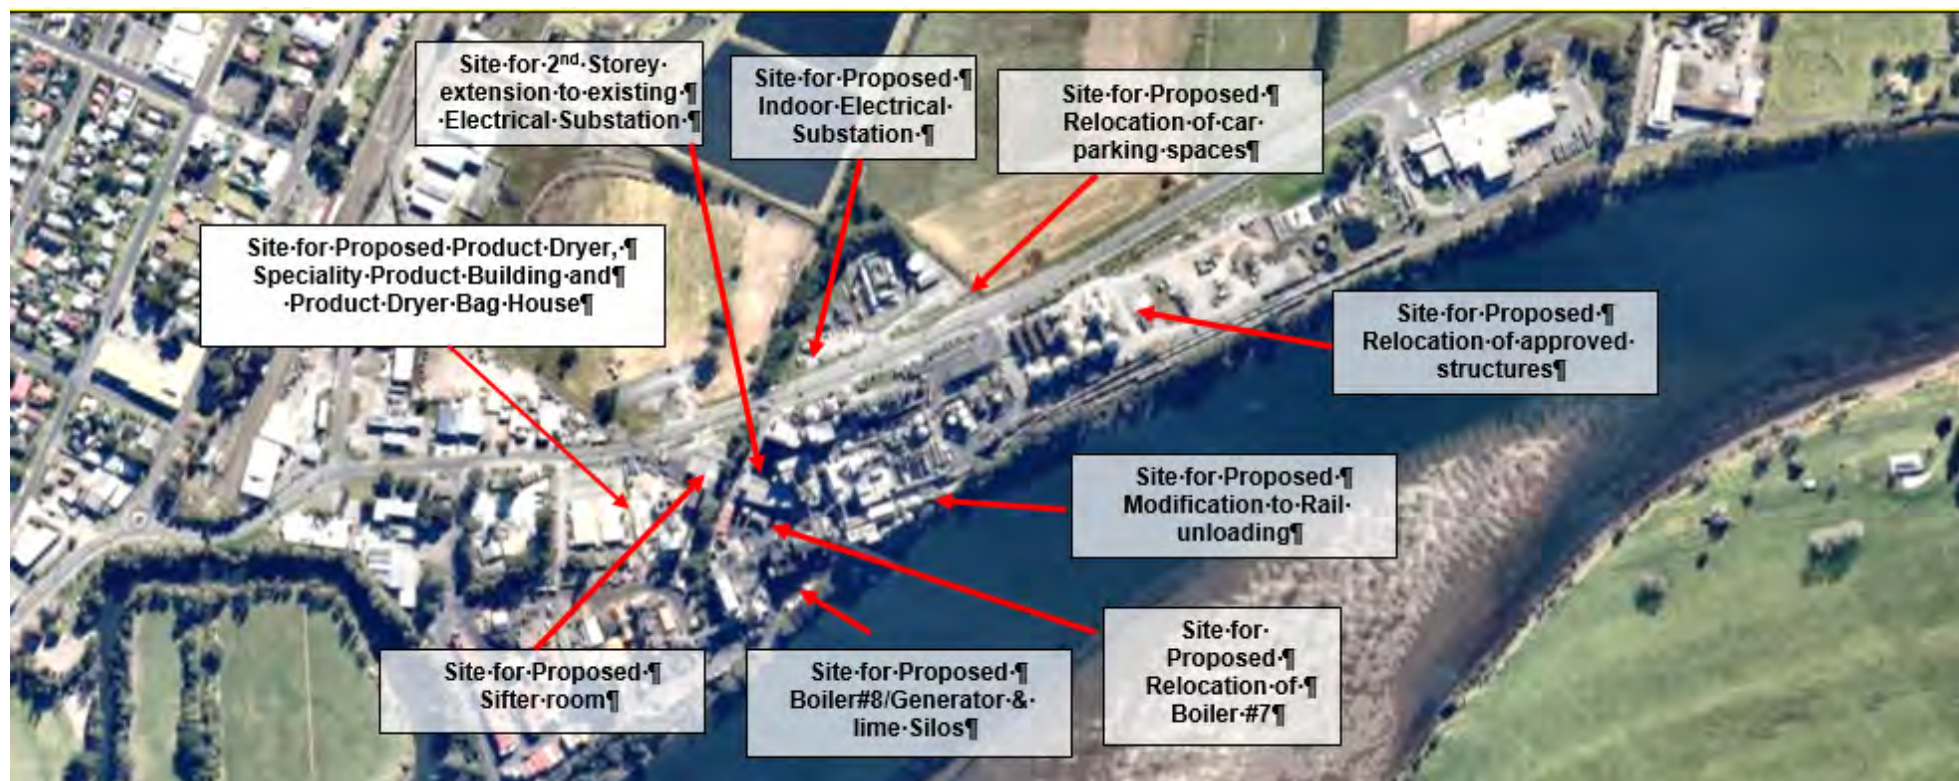 Site·for·2nd·Storey·
extension·to·existing·¶
·Electrical·Substation·¶
Site·for·Proposed·¶
Indoor·Electrical·
Substation·¶
Site·for·Proposed·¶
Relocation·of·car·
parking·spaces¶
Site·for·Proposed·Product·Dryer,·¶
Speciality·Product·Building·and¶
·Product·Dryer·Bag·House¶
Site·for·Proposed·¶
Relocation·of·approved·
structures¶
Site·for·Proposed·¶
Modification·to·Rail·
unloading¶
Site·for·Proposed·¶
Sifter·room¶
Site·for·Proposed·¶
Boiler#8/Generator·&·
lime·Silos¶
Site·for·
Proposed·¶
Relocation·of·¶
Boiler·#7¶